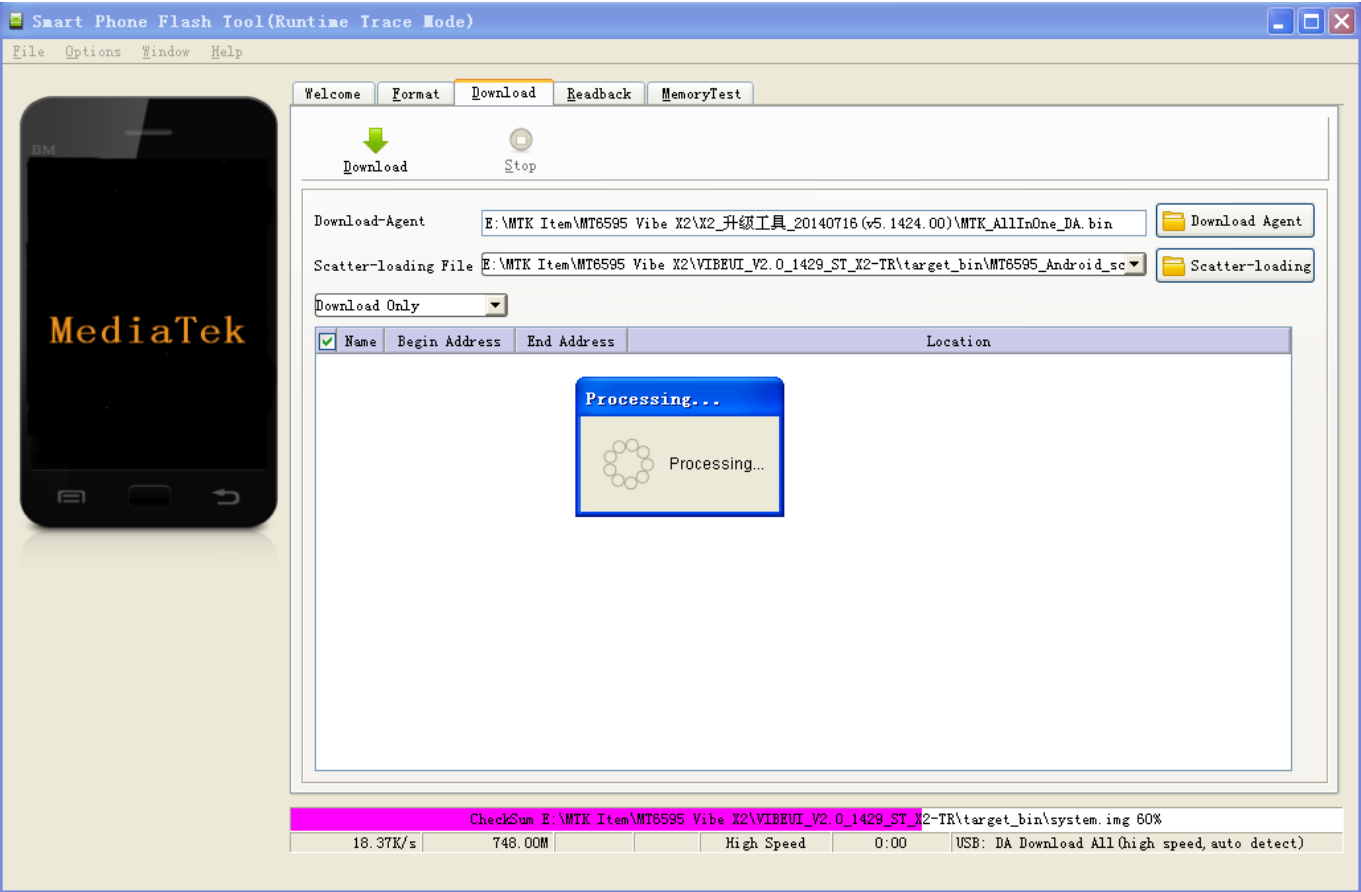 Smart Phone Flash Tool(Runtime Trace Mode)
File Options Window Help
Welcome Format Download Readback MemoryTest
BM
Download Stop
Download-Agent E:\MTK Item\MT6595 Vibe X2\X2_升级工具_20140716(v5.1424.00)\MTK_AllInOne_DA.bin Download Agent
Scatter-loading File E:\MTK Item\MT6595 Vibe X2\VIBEUI_V2.0_1429_ST_X2-TR\target_bin\MT6595_Android_sc Scatter-loading
Download Only
MediaTek
Name Begin Address End Address Location
Processing...
Processing...
CheckSum E:\MTK Item\MT6595 Vibe X2\VIBEUI_V2.0_1429_ST_X2-TR\target_bin\system.img 60%
18.37K/s 748.00M High Speed 0:00 USB: DA Download All(high speed,auto detect)